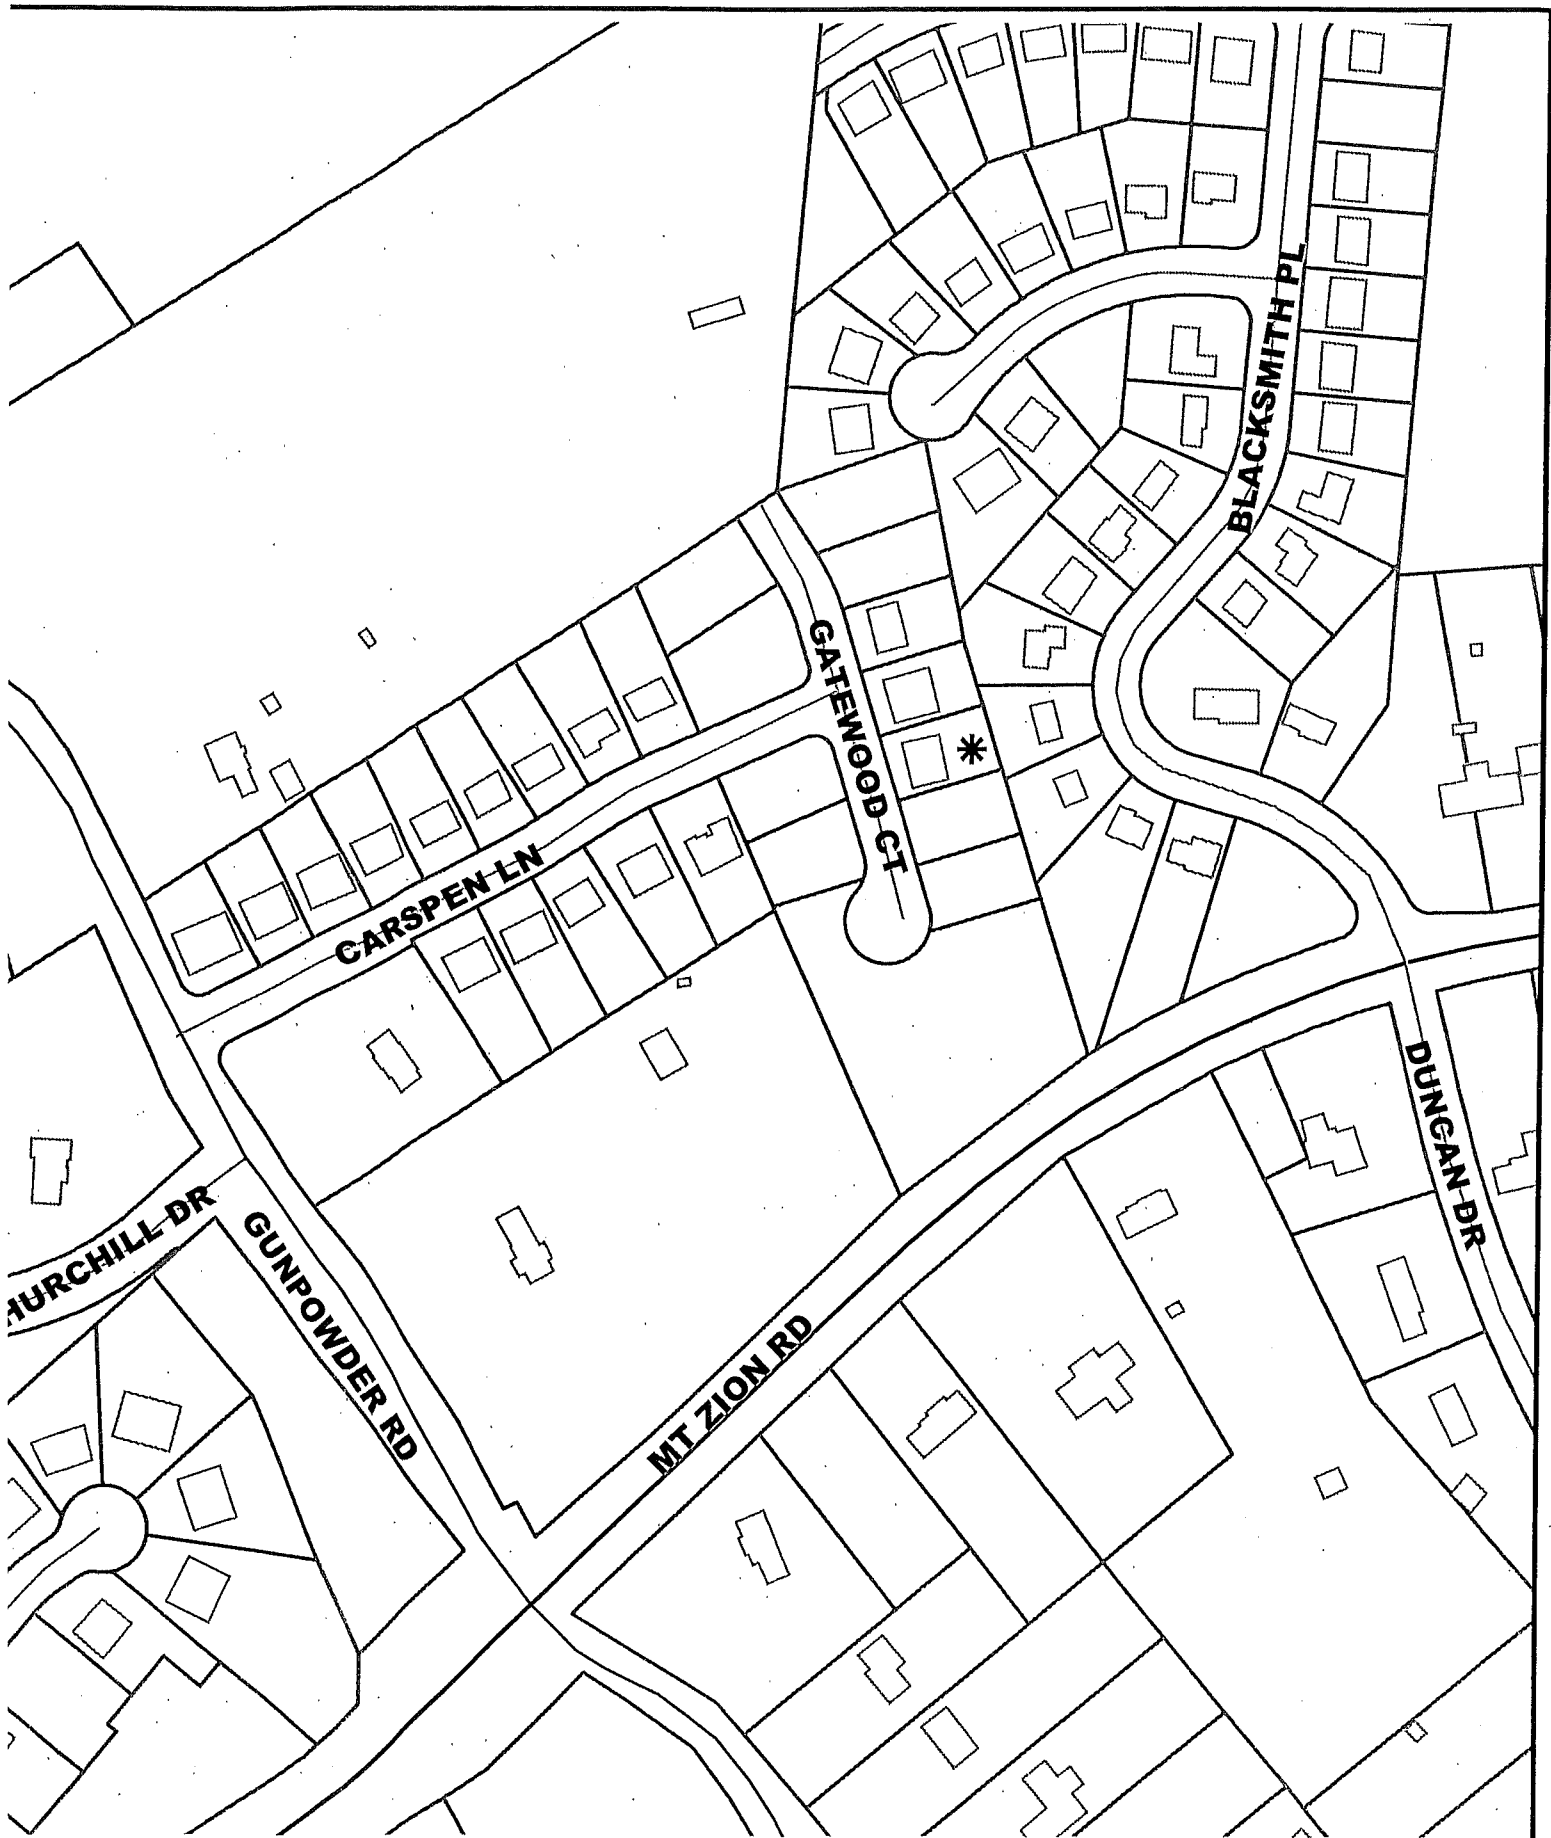 BLACKSMITH PL
GATEWOOD CT
CARSPEN LN
DUNCAN DR
HURCHILL DR
GUNPOWDER RD
MT ZION RD